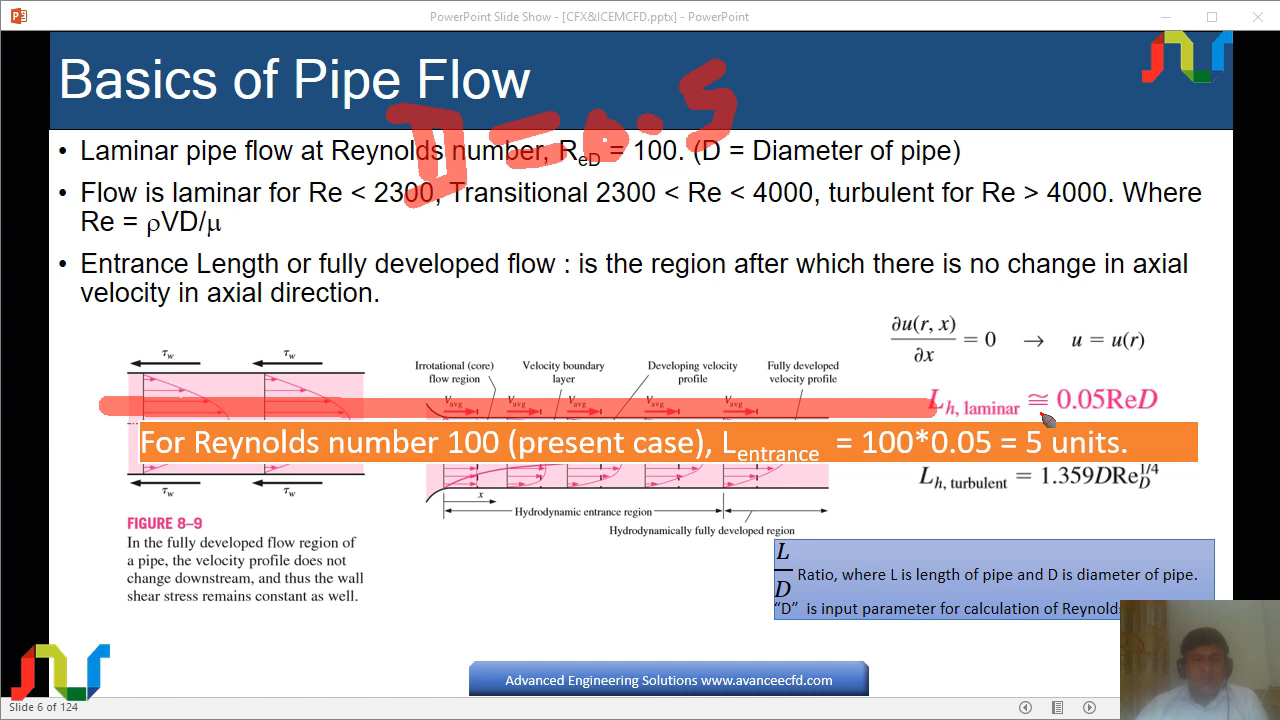 PowerPoint Slide Show - [CFX&ICEMCFD.pptx] - PowerPoint
Basics of Pipe Flow
D = 0.5
• Laminar pipe flow at Reynolds number, ReD = 100. (D = Diameter of pipe)
• Flow is laminar for Re < 2300, Transitional 2300 < Re < 4000, turbulent for Re > 4000. Where
Re = ρVD/μ
• Entrance Length or fully developed flow : is the region after which there is no change in axial
velocity in axial direction.
∂u(r, x)/∂x = 0 → u = u(r)
τw τw
Irrotational (core)
flow region
Velocity boundary
layer
Developing velocity
profile
Fully developed
velocity profile
Vavg Vavg Vavg Vavg Vavg
Lh, laminar ≅ 0.05ReD
For Reynolds number 100 (present case), Lentrance = 100*0.05 = 5 units.
Lh, turbulent = 1.359DReD^1/4
τw τw
x
Hydrodynamic entrance region
Hydrodynamically fully developed region
FIGURE 8–9
In the fully developed flow region of
a pipe, the velocity profile does not
change downstream, and thus the wall
shear stress remains constant as well.
L/D Ratio, where L is length of pipe and D is diameter of pipe.
“D” is input parameter for calculation of Reynolds
Advanced Engineering Solutions www.avanceecfd.com
Slide 6 of 124